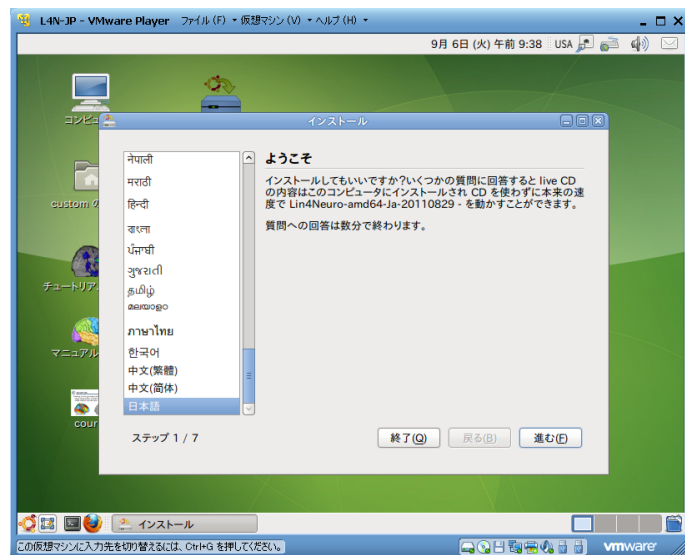 L4N-JP - VMware Player ファイル(F) 仮想マシン(V) ヘルプ(H)
9月 6日 (火) 午前 9:38 USA
インストール
custom
チュートリア
マニュアル
cour
नेपाली
मराठी
हिन्दी
বাংলা
ਪੰਜਾਬੀ
ગુજરાતી
தமிழ்
മലയാളം
ภาษาไทย
한국어
中文(繁體)
中文(简体)
日本語
ようこそ
インストールしてもいいですか?いくつかの質問に回答すると live CD
の内容はこのコンピュータにインストールされ CD を使わずに本来の速
度で Lin4Neuro-amd64-Ja-20110829 - を動かすことができます。
質問への回答は数分で終わります。
ステップ 1 / 7
終了(Q) 戻る(B) 進む(F)
インストール
この仮想マシンに入力先を切り替えるには、Ctrl+G を押してください。
vmware